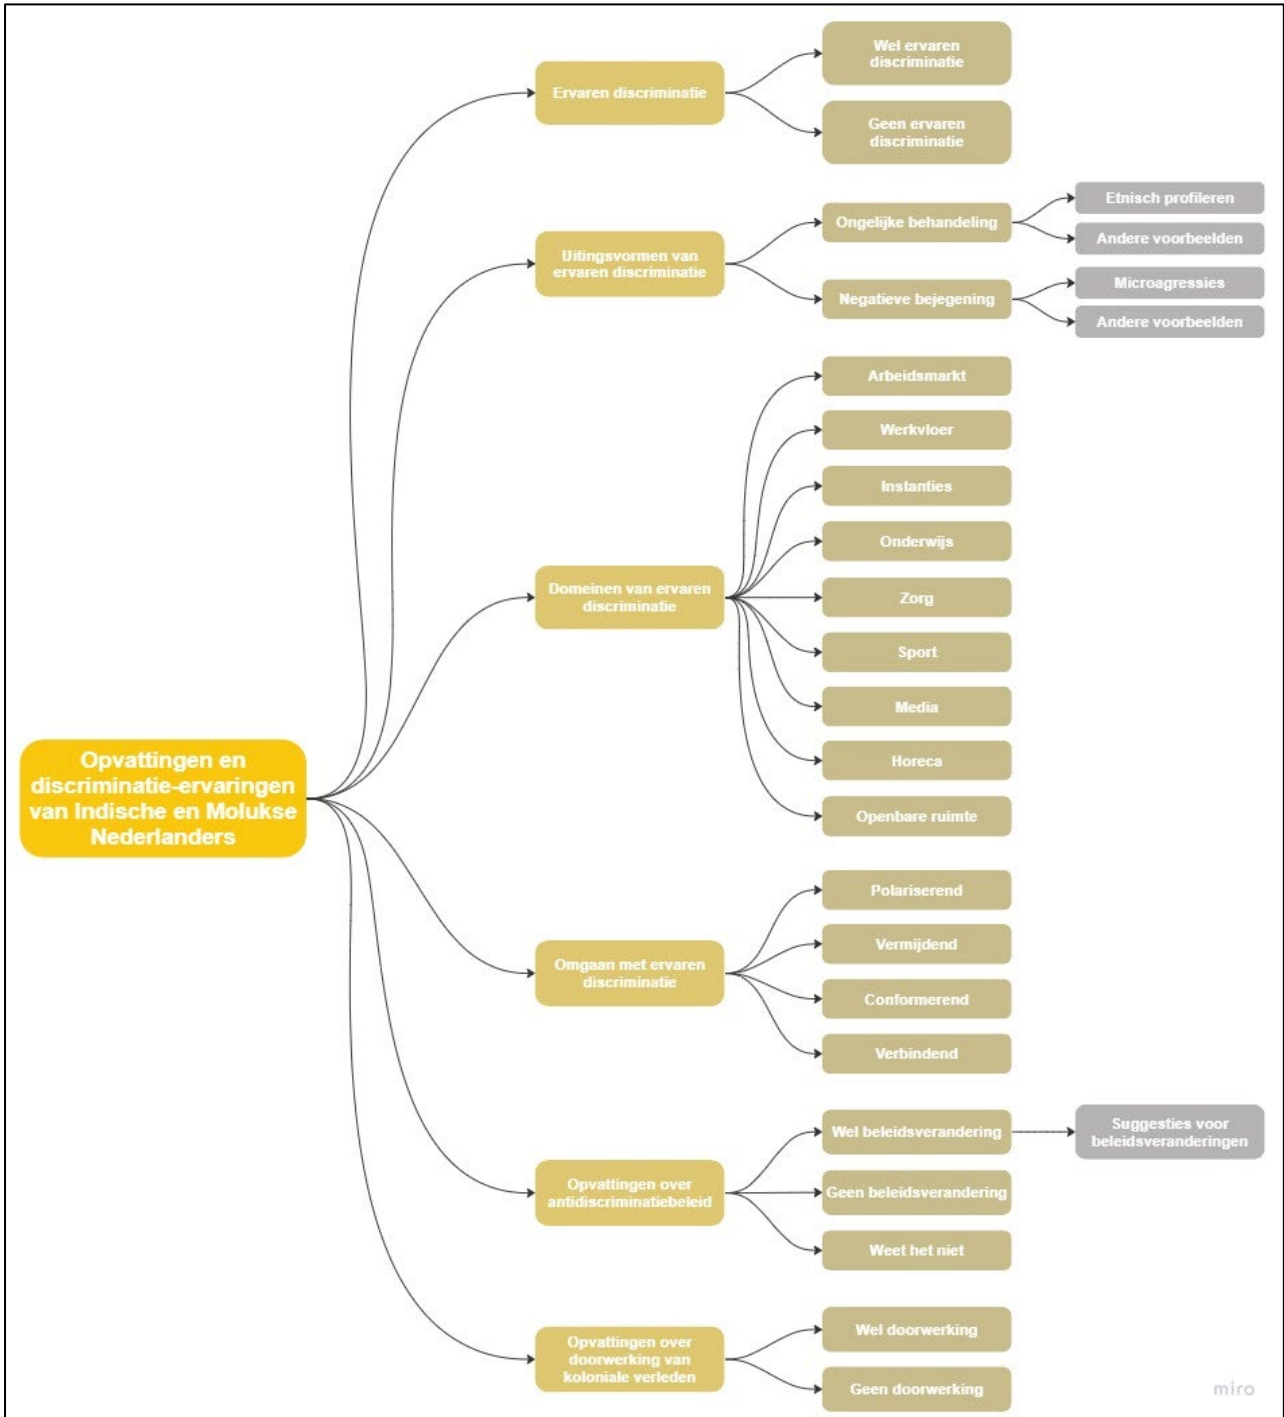 Opvattingen en
discriminatie-ervaringen
van Indische en Molukse
Nederlanders
Ervaren discriminatie
Wel ervaren
discriminatie
Geen ervaren
discriminatie
Uitingsvormen van
ervaren discriminatie
Ongelijke behandeling
Etnisch profileren
Andere voorbeelden
Negatieve bejegening
Microagressies
Andere voorbeelden
Domeinen van ervaren
discriminatie
Arbeidsmarkt
Werkvloer
Instanties
Onderwijs
Zorg
Sport
Media
Horeca
Openbare ruimte
Omgaan met ervaren
discriminatie
Polariserend
Vermijdend
Conformerend
Verbindend
Opvattingen over
antidiscriminatiebeleid
Wel beleidsverandering
Suggesties voor
beleidsveranderingen
Geen beleidsverandering
Weet het niet
Opvattingen over
doorwerking van
koloniale verleden
Wel doorwerking
Geen doorwerking
miro